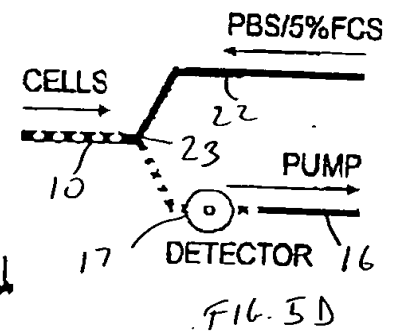 PBS/5%FCS
CELLS
22
23
10
PUMP
17
DETECTOR 16
FIG. 5D